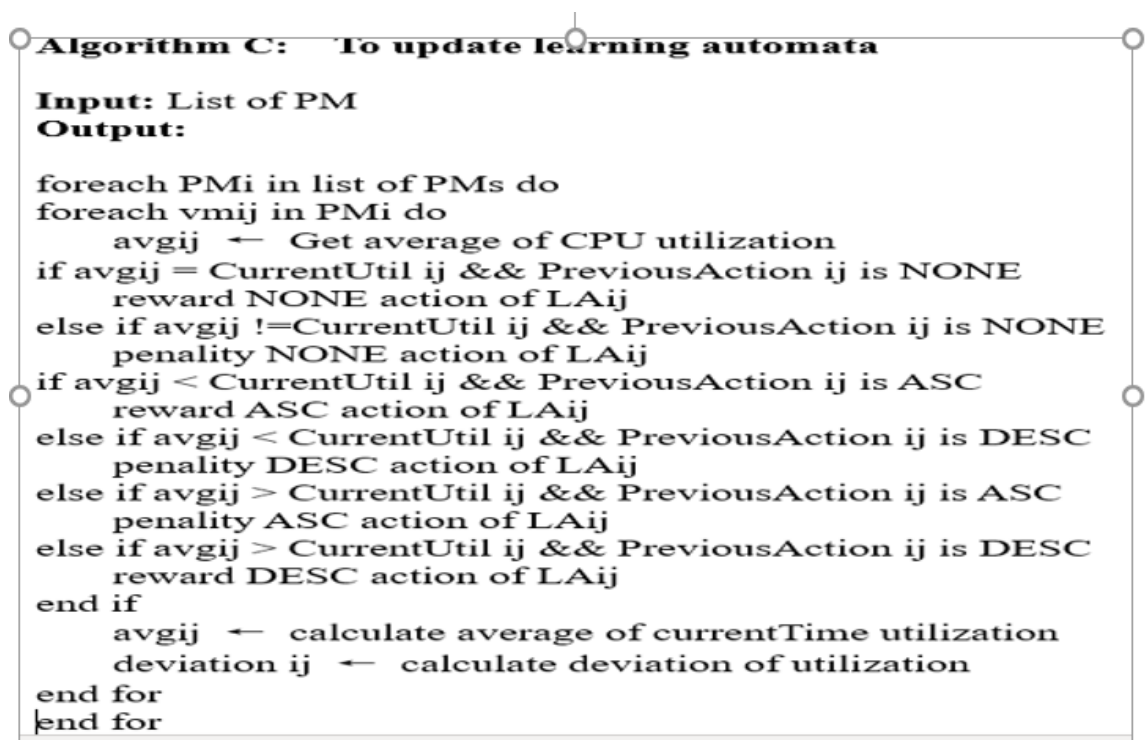 Algorithm C: To update learning automata
Input: List of PM
Output:
foreach PMi in list of PMs do
foreach vmij in PMi do
avgij ← Get average of CPU utilization
if avgij = CurrentUtil ij && PreviousAction ij is NONE
reward NONE action of LAij
else if avgij !=CurrentUtil ij && PreviousAction ij is NONE
penality NONE action of LAij
if avgij < CurrentUtil ij && PreviousAction ij is ASC
reward ASC action of LAij
else if avgij < CurrentUtil ij && PreviousAction ij is DESC
penality DESC action of LAij
else if avgij > CurrentUtil ij && PreviousAction ij is ASC
penality ASC action of LAij
else if avgij > CurrentUtil ij && PreviousAction ij is DESC
reward DESC action of LAij
end if
avgij ← calculate average of currentTime utilization
deviation ij ← calculate deviation of utilization
end for
end for